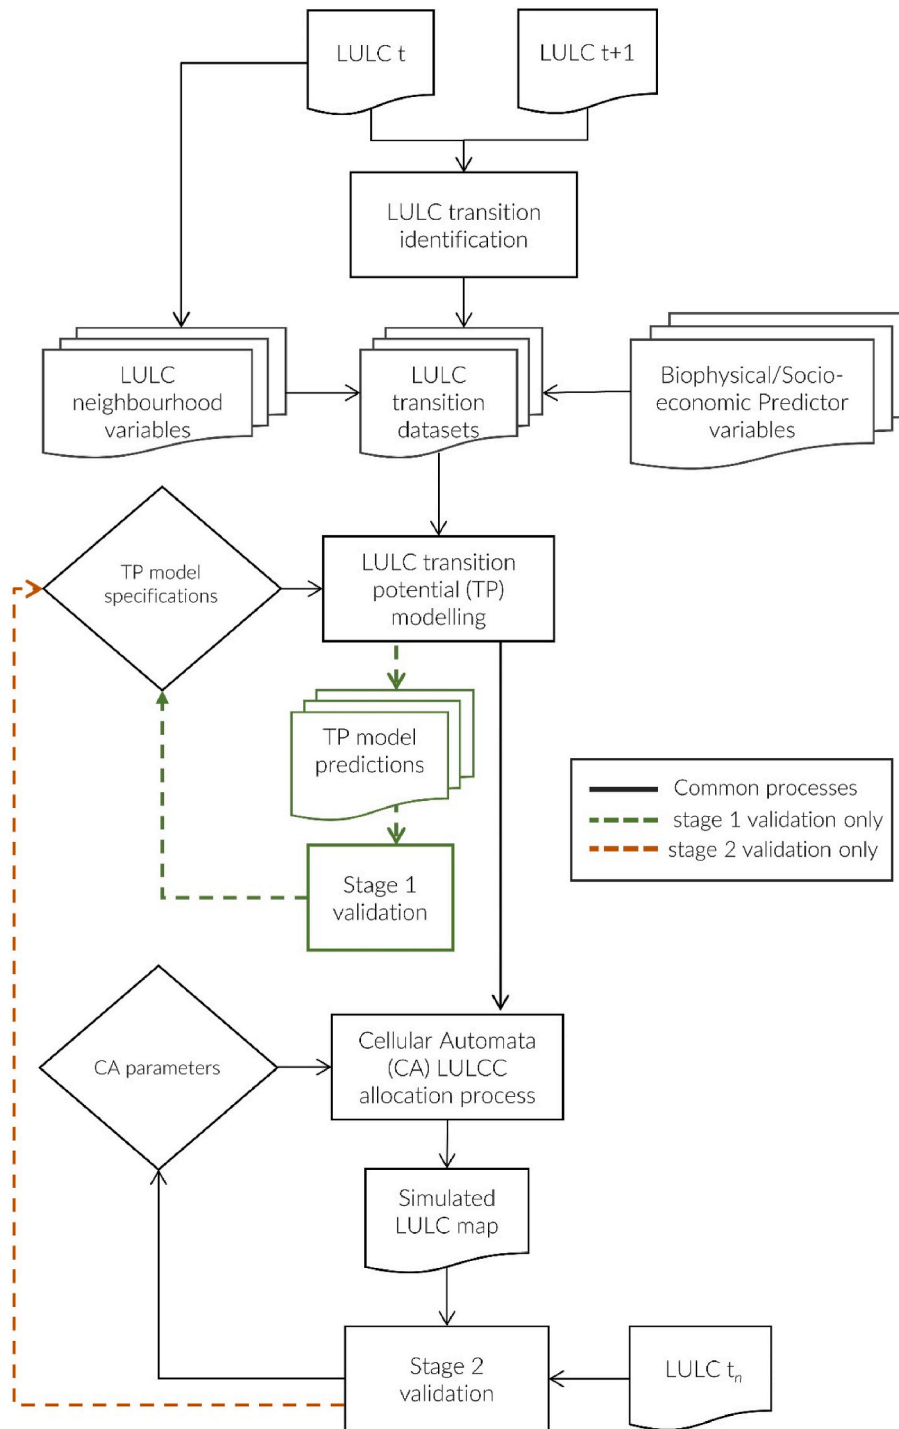 LULC t
LULC t+1
LULC transition
identification
LULC
neighbourhood
variables
LULC
transition
datasets
Biophysical/Socio-
economic Predictor
variables
TP model
specifications
LULC transition
potential (TP)
modelling
TP model
predictions
Common processes
stage 1 validation only
stage 2 validation only
Stage 1
validation
CA parameters
Cellular Automata
(CA) LULCC
allocation process
Simulated
LULC map
Stage 2
validation
LULC tn